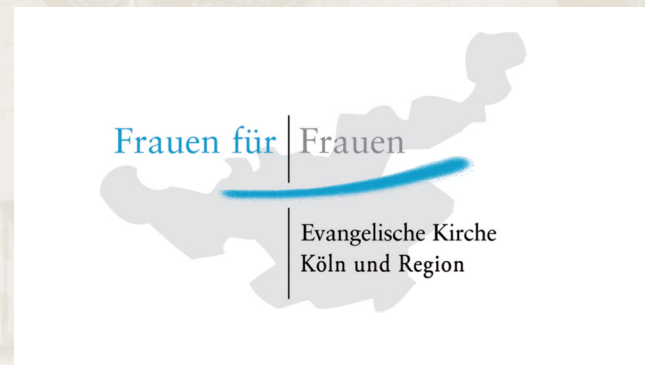 Frauen für Frauen
Evangelische Kirche
Köln und Region